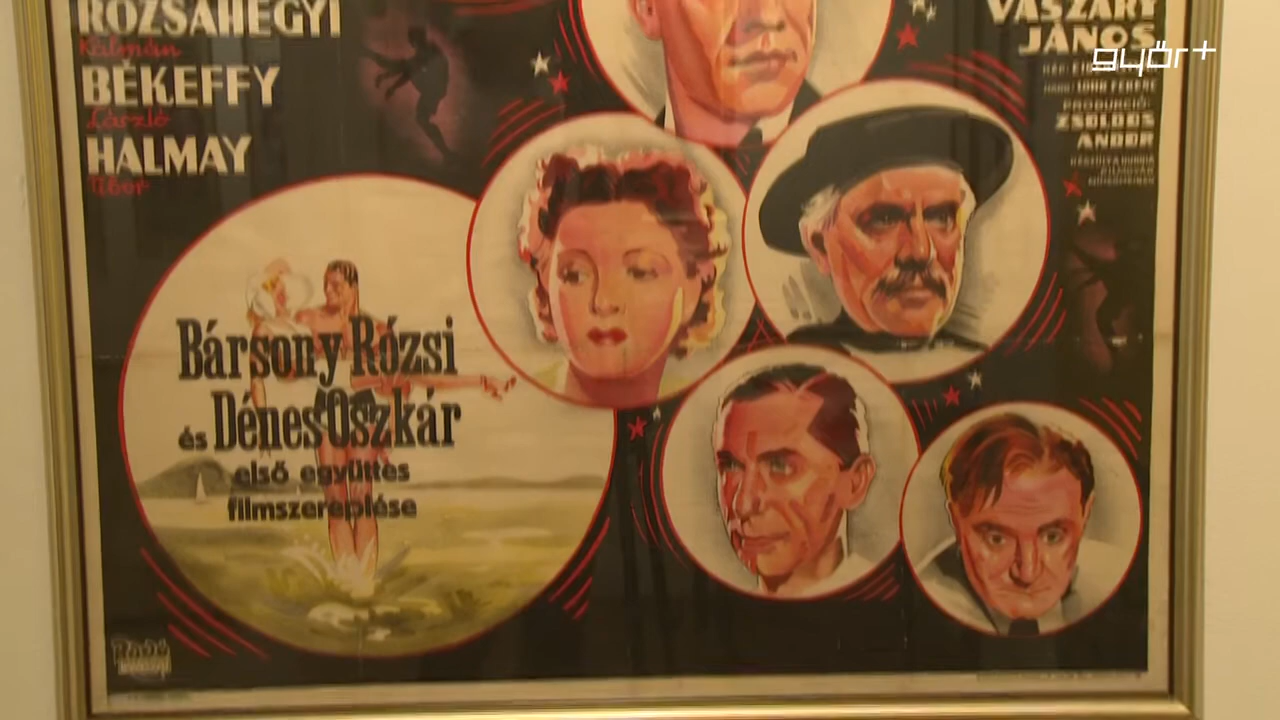 RÓZSAHEGYI
Kálmán
BÉKEFFY
László
HALMAY
Tibor
VASZARY
JÁNOS
győr+
PRODUKCIÓ:
ZSOLDOS
ANDOR
Bársony Rózsi
és Dénes Oszkár
első együttes
filmszereplése